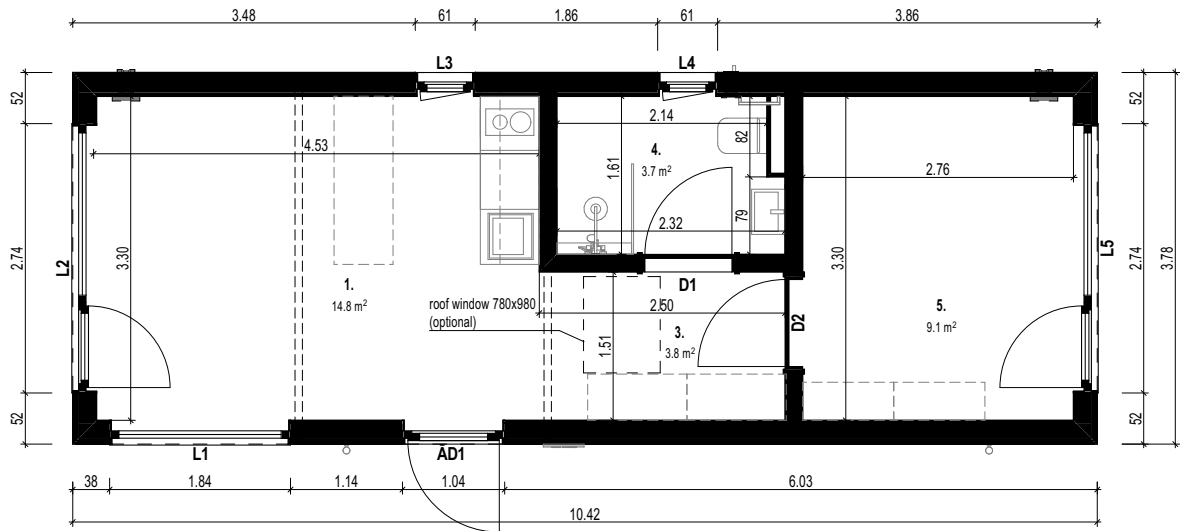 3.48
61
1.86
61
3.86
L3
L4
52
2.74
52
L2
3.30
4.53
1.
14.8 m²
roof window 780x980
(optional)
2.14
82
4.
3.7 m²
1.61
79
2.32
D1
2.50
3.
3.8 m²
1.51
D2
2.76
3.30
5.
9.1 m²
L5
52
2.74
52
3.78
L1
AD1
38
1.84
1.14
1.04
6.03
10.42